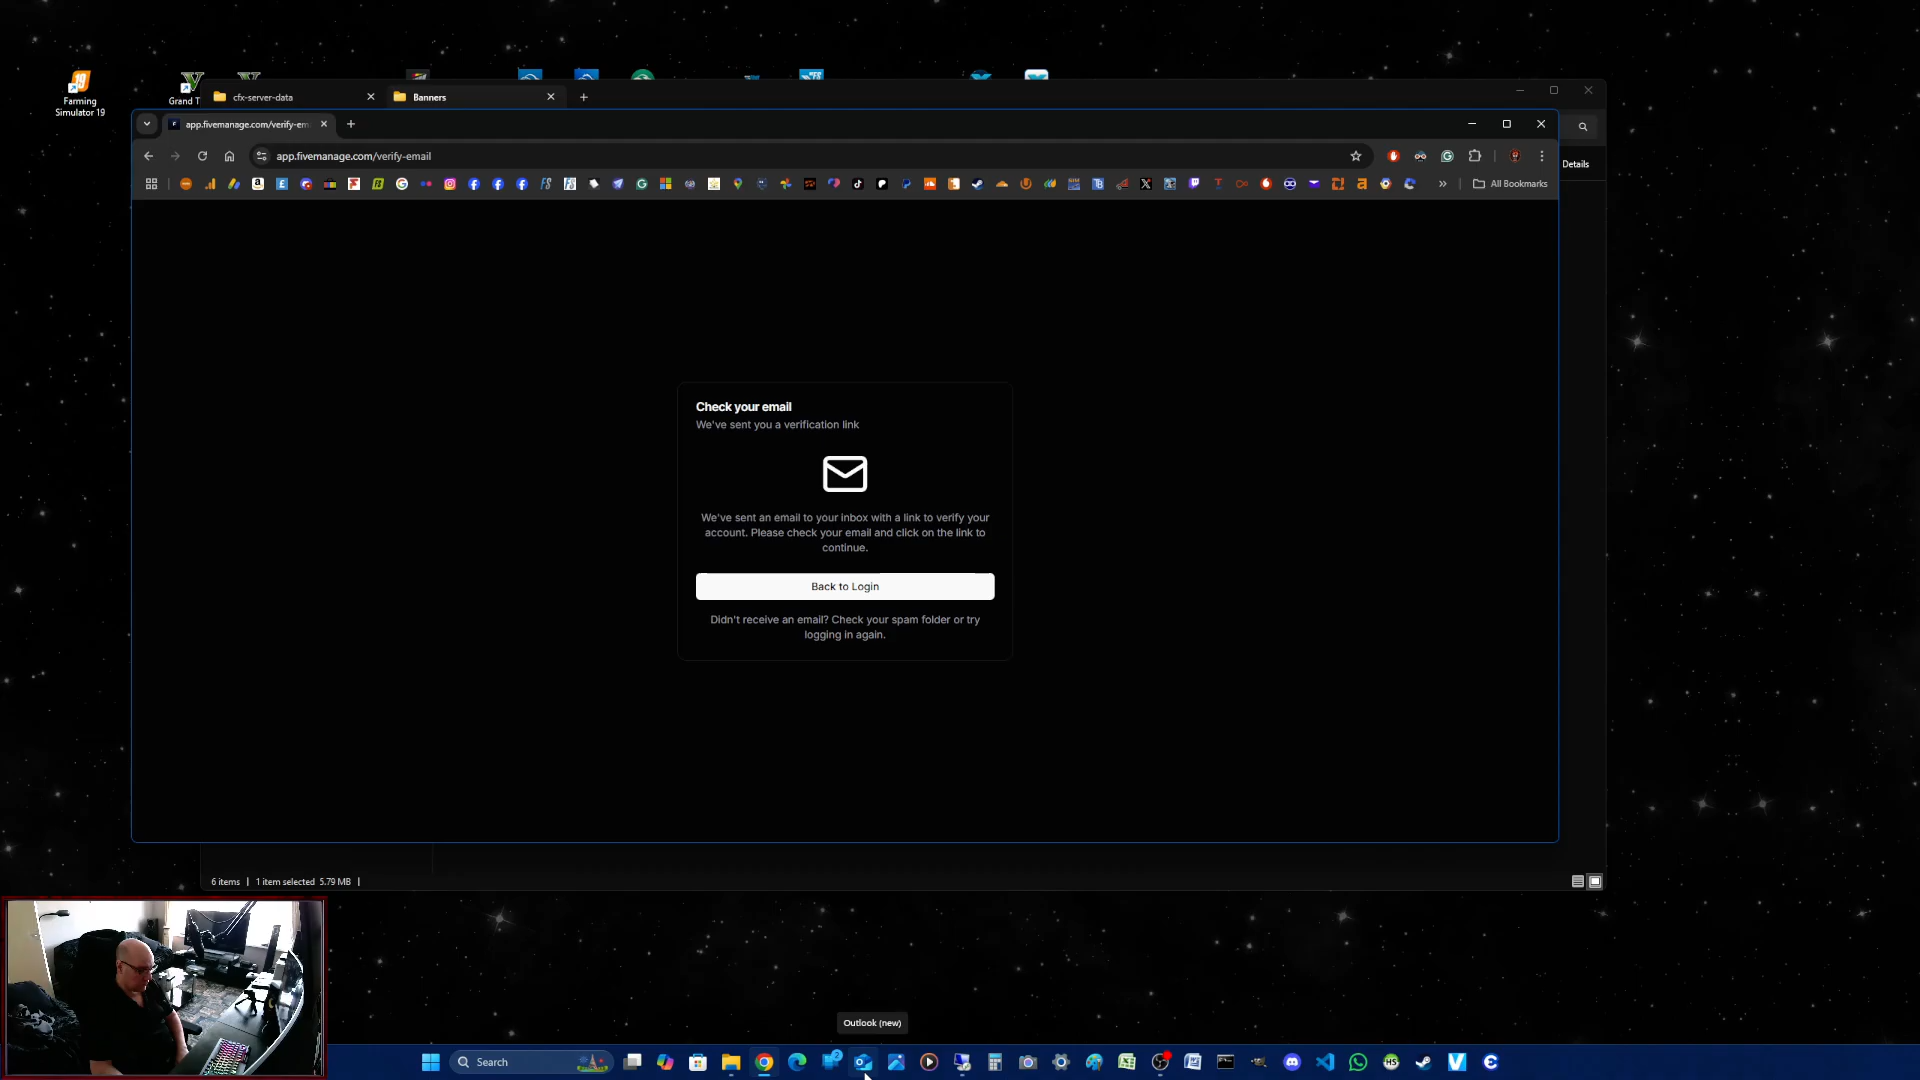 Farming
Simulator 19
Grand T
cfx-server-data
Banners
app.fivemanage.com/verify-em
app.fivemanage.com/verify-email
Details
All Bookmarks
Check your email
We've sent you a verification link
We've sent an email to your inbox with a link to verify your
account. Please check your email and click on the link to
continue.
Back to Login
Didn't receive an email? Check your spam folder or try
logging in again.
6 items
1 item selected 5.79 MB
Outlook (new)
Search